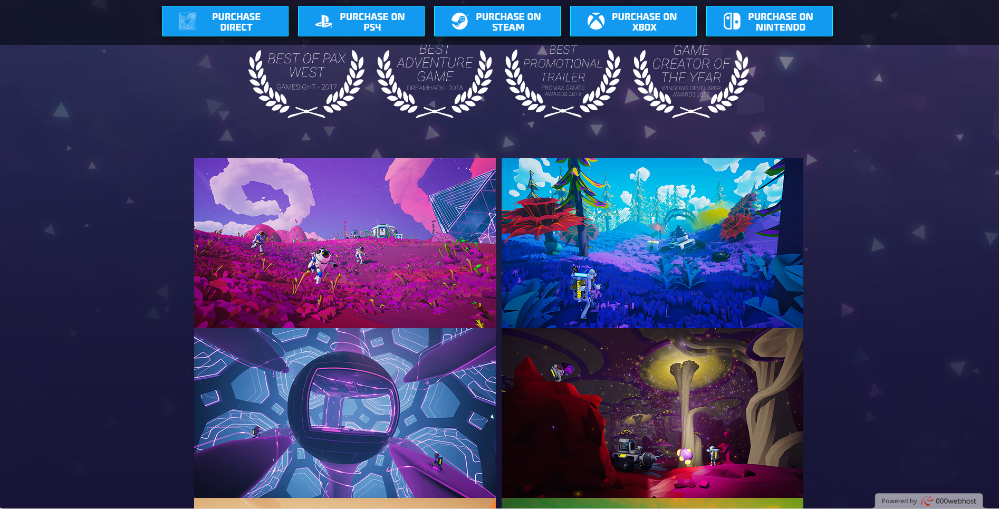 PURCHASE
DIRECT
PURCHASE ON
PS4
PURCHASE ON
STEAM
PURCHASE ON
XBOX
PURCHASE ON
NINTENDO
BEST OF PAX
WEST
GAMESIGHT - 2017
BEST
ADVENTURE
GAME
DREAMHACK - 2018
BEST
PROMOTIONAL
TRAILER
PROMAX GAMES
AWARDS 2018
GAME
CREATOR OF
THE YEAR
WINDOWS DEVELOPER
AWARDS 2017
Powered by 000webhost